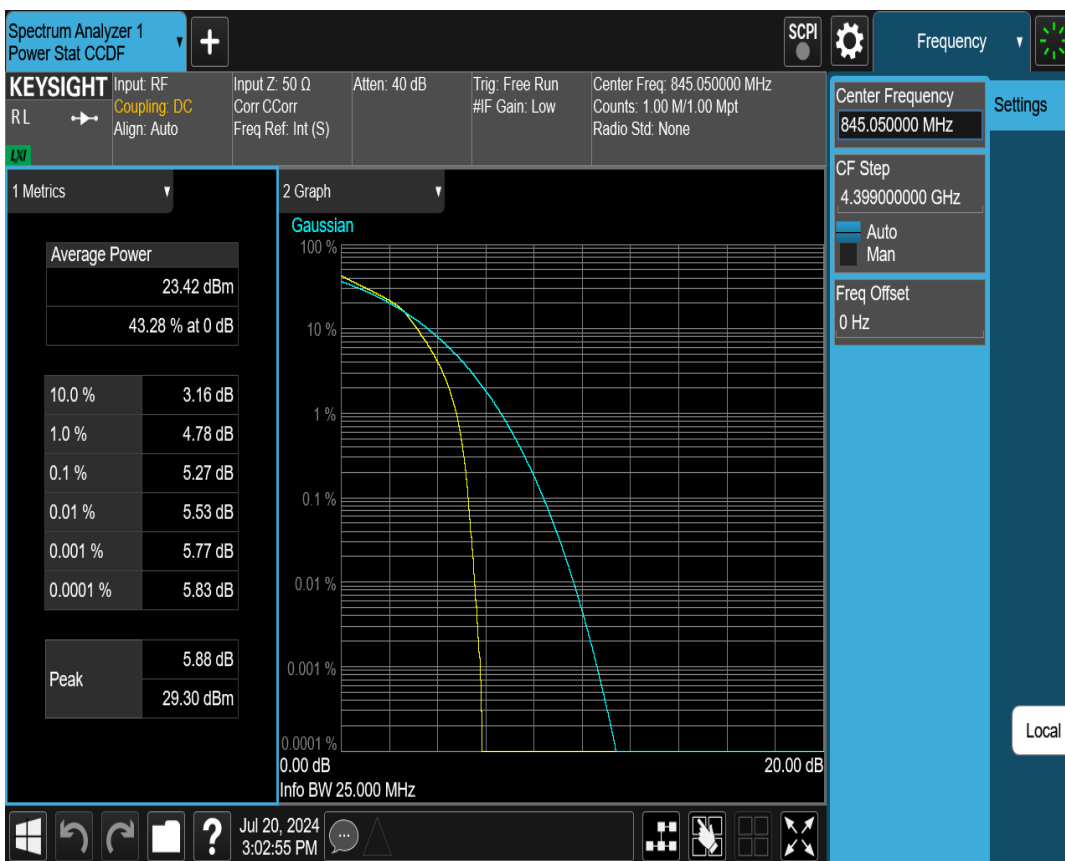 Spectrum Analyzer 1
Power Stat CCDF
+
SCPI
Frequency
KEYSIGHT
RL
LXI
Input: RF
Coupling: DC
Align: Auto
Input Z: 50 Ω
Corr CCorr
Freq Ref: Int (S)
Atten: 40 dB
Trig: Free Run
#IF Gain: Low
Center Freq: 845.050000 MHz
Counts: 1.00 M/1.00 Mpt
Radio Std: None
Center Frequency
845.050000 MHz
Settings
CF Step
4.399000000 GHz
Auto
Man
Freq Offset
0 Hz
Local
1 Metrics
Average Power
23.42 dBm
43.28 % at 0 dB
10.0 % 3.16 dB
1.0 % 4.78 dB
0.1 % 5.27 dB
0.01 % 5.53 dB
0.001 % 5.77 dB
0.0001 % 5.83 dB
Peak
5.88 dB
29.30 dBm
2 Graph
Gaussian
100 %
10 %
1 %
0.1 %
0.01 %
0.001 %
0.0001 %
0.00 dB 20.00 dB
Info BW 25.000 MHz
?
Jul 20, 2024
3:02:55 PM